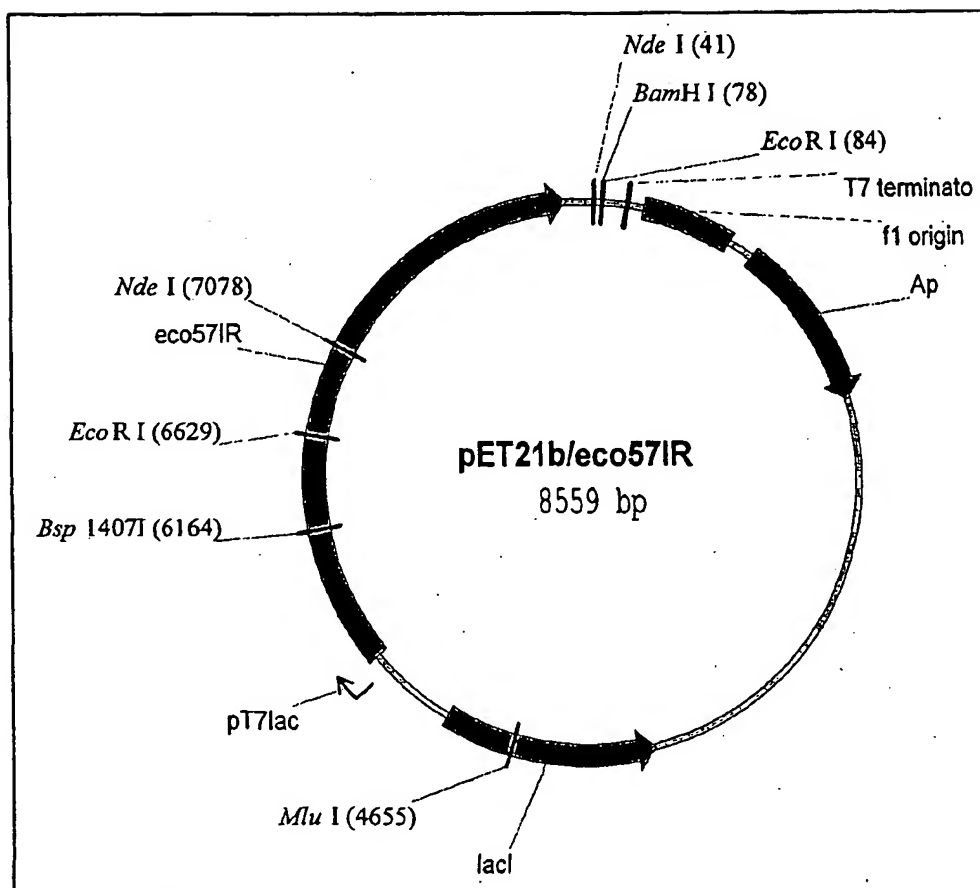 Nde I (41)
BamH I (78)
EcoR I (84)
T7 terminato
f1 origin
Ap
Nde I (7078)
eco57IR
EcoR I (6629)
pET21b/eco57IR
8559 bp
Bsp 1407I (6164)
pT7lac
Mlu I (4655)
lacI